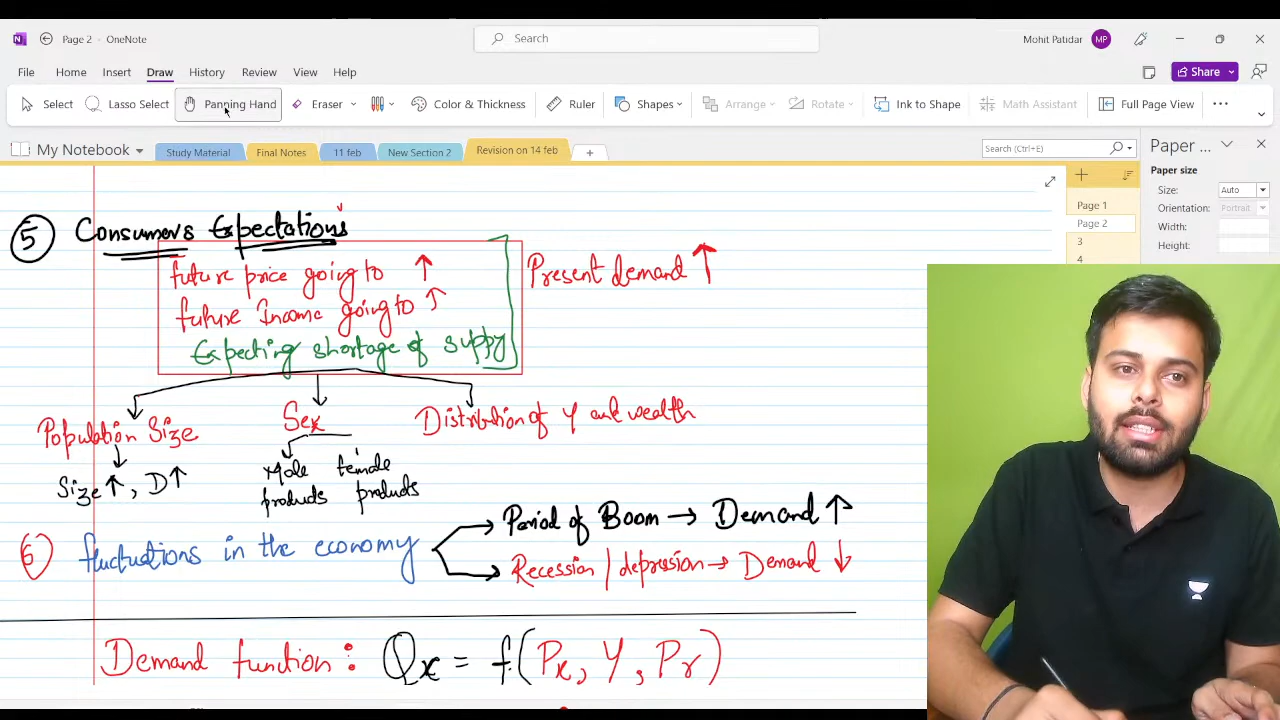 Page 2 - OneNote
Search
Mohit Patidar MP
File Home Insert Draw History Review View Help
Share
Select Lasso Select Panning Hand Eraser Color & Thickness Ruler Shapes Arrange Rotate Ink to Shape Math Assistant Full Page View
My Notebook
Study Material Final Notes 11 feb New Section 2 Revision on 14 feb +
Search (Ctrl+E)
Paper ...
Paper size
Size: Auto
Orientation: Portrait
Width:
Height:
Page 1
Page 2
3
4
5 Consumers Expectations
future price going to ↑
future Income going to ↑
Expecting shortage of supply
Present demand ↑
Population Size
Sex
Distribution of Y and wealth
Size ↑, D ↑
Male products
female products
6 fluctuations in the economy
Period of Boom → Demand ↑
Recession / depression → Demand ↓
Demand function : Qx = f(Px, Y, Pr)